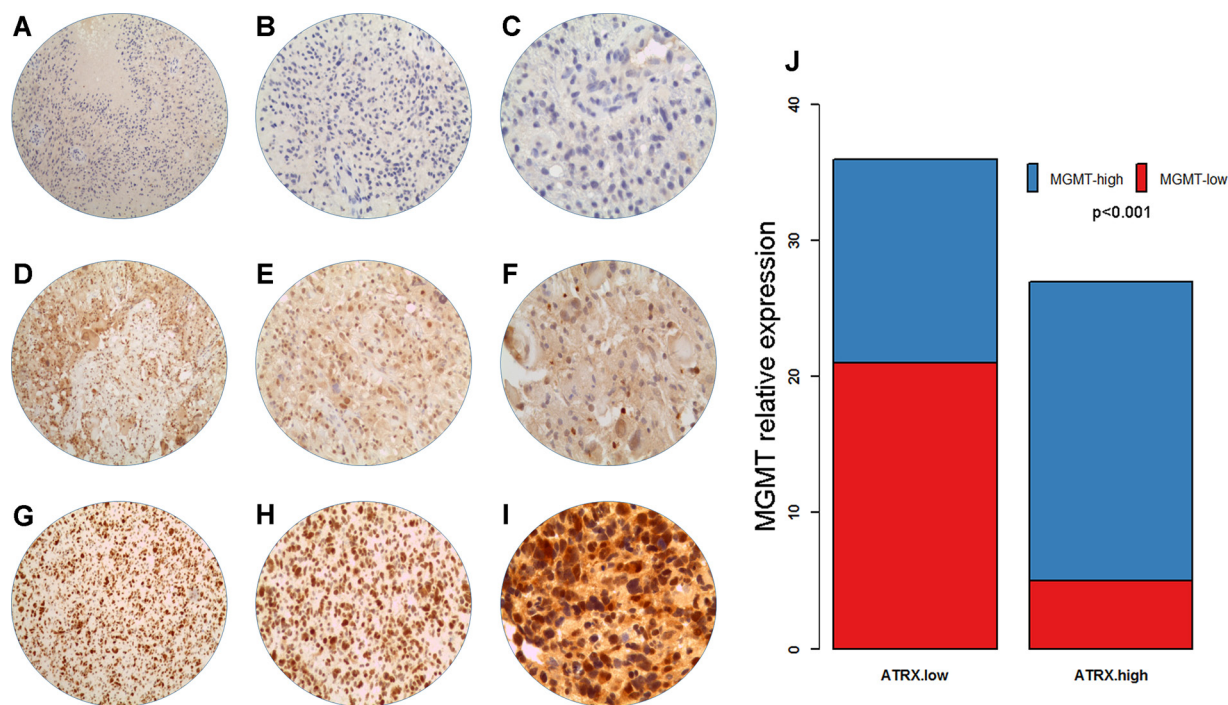 A
B
C
D
E
F
G
H
I
J
MGMT relative expression
40
30
20
10
0
MGMT-high MGMT-low
p<0.001
ATRX.low ATRX.high